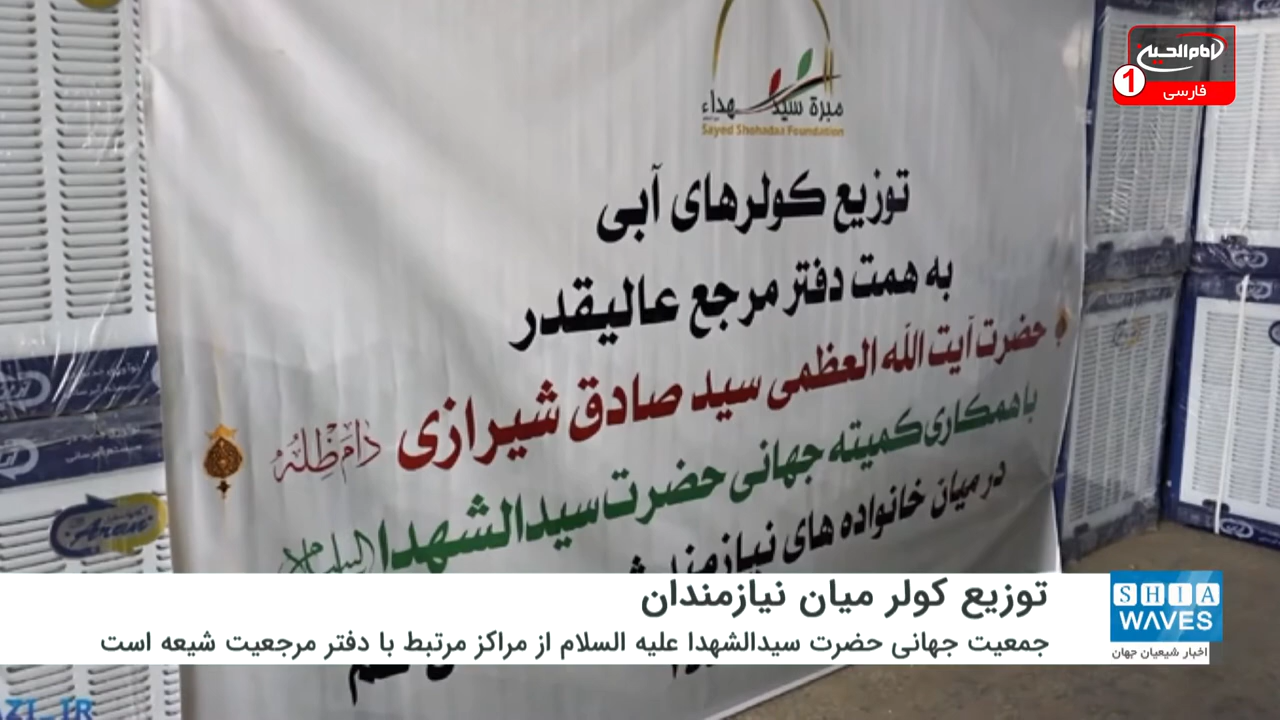 امام الحسین
1
فارسی
مبرة سید الشهداء
Sayed Shohadaa Foundation
توزیع کولرهای آبی
به همت دفتر مرجع عالیقدر
حضرت آیت الله العظمی سید صادق شیرازی دام ظله
با همکاری کمیته جهانی حضرت سیدالشهدا
در میان خانواده های
Aran
توزیع کولر میان نیازمندان
جمعیت جهانی حضرت سیدالشهدا علیه السلام از مراکز مرتبط با دفتر مرجعیت شیعه است
SHIA
WAVES
اخبار شیعیان جهان